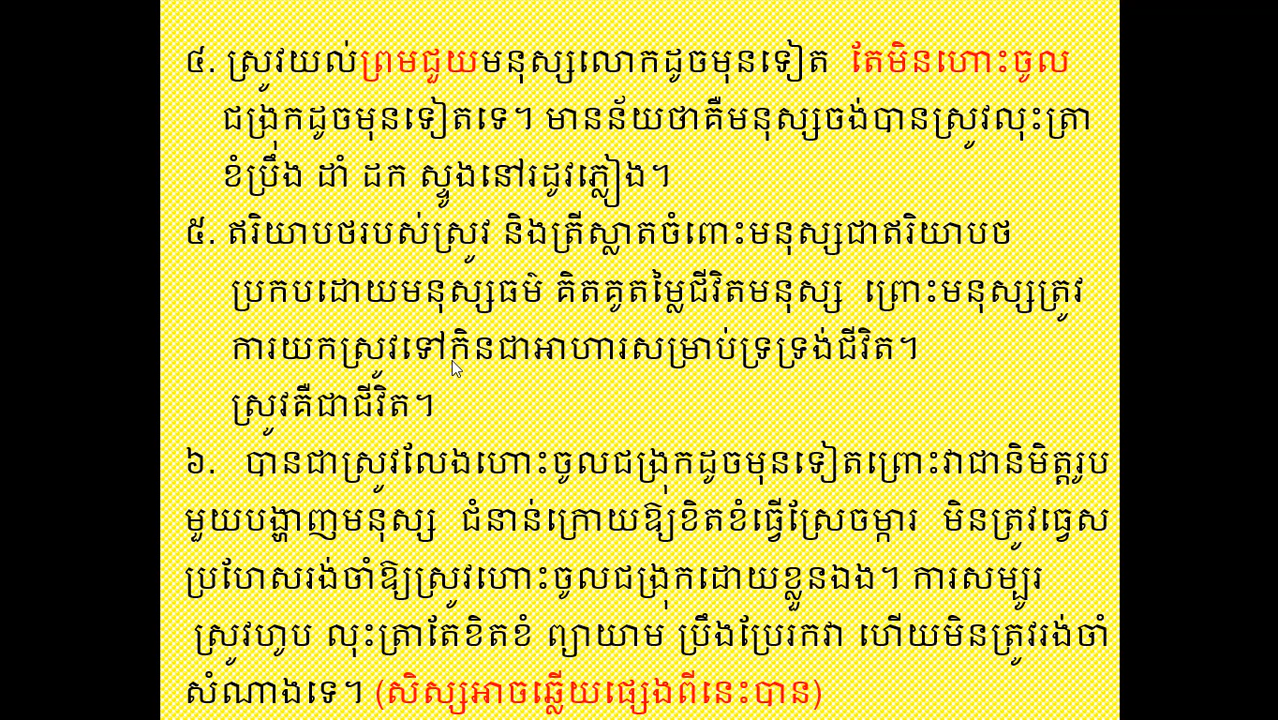 ៤. ស្រូវយល់ព្រមជួយមនុស្សលោកដូចមុនទៀត តែមិនហោះចូល
ជង្រុកដូចមុនទៀតទេ។ មានន័យថាគឺមនុស្សចង់បានស្រូវលុះត្រា
ខំប្រឹង ដាំ ដក ស្ទូងនៅរដូវភ្លៀង។
៥. ឥរិយាបថរបស់ស្រូវ និងត្រីស្លាតចំពោះមនុស្សជាឥរិយាបថ
ប្រកបដោយមនុស្សធម៌ គិតគូតម្លៃជីវិតមនុស្ស ព្រោះមនុស្សត្រូវ
ការយកស្រូវទៅក៏នជាអាហារសម្រាប់ទ្រទ្រង់ជីវិត។
ស្រូវគឺជាជីវិត។
៦. បានជាស្រូវលែងហោះចូលជង្រុកដូចមុនទៀតព្រោះវាជានិមិត្តរូប
មួយបង្ហាញមនុស្ស ជំនាន់ក្រោយឱ្យខិតខំធ្វើស្រែចម្ការ មិនត្រូវធ្វេស
ប្រហែសរង់ចាំឱ្យស្រូវហោះចូលជង្រុកដោយខ្លួនឯង។ ការសម្បូរ
ស្រូវហូប លុះត្រាតែខិតខំ ព្យាយាម ប្រឹងប្រែរកវា ហើយមិនត្រូវរង់ចាំ
សំណាងទេ។ (សិស្សអាចឆ្លើយផ្សេងពីនេះបាន)